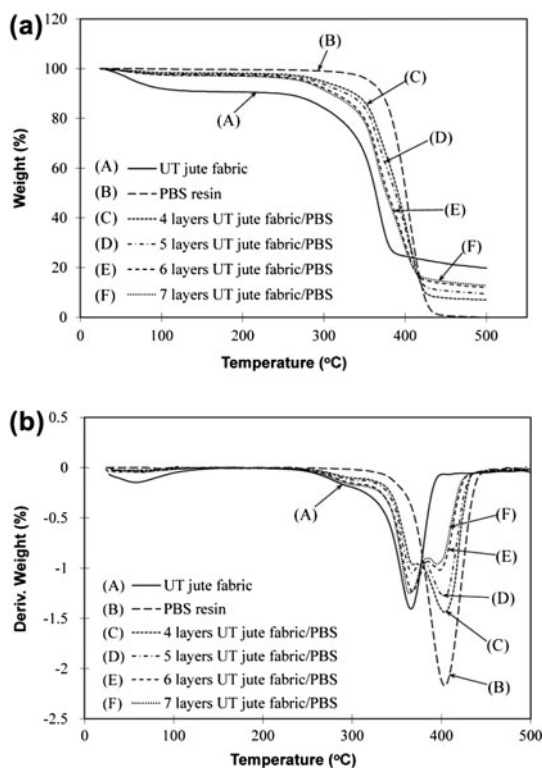 (a)
120
100
80
60
40
20
0
Weight (%)
(B)
(C)
(A)
(D)
(E)
(F)
(A) UT jute fabric
(B) PBS resin
(C) 4 layers UT jute fabric/PBS
(D) 5 layers UT jute fabric/PBS
(E) 6 layers UT jute fabric/PBS
(F) 7 layers UT jute fabric/PBS
0 100 200 300 400 500
Temperature (ºC)
(b)
0.5
0
-0.5
-1
-1.5
-2
-2.5
Deriv. Weight (%)
(A)
(F)
(E)
(D)
(C)
(B)
(A) UT jute fabric
(B) PBS resin
(C) 4 layers UT jute fabric/PBS
(D) 5 layers UT jute fabric/PBS
(E) 6 layers UT jute fabric/PBS
(F) 7 layers UT jute fabric/PBS
0 100 200 300 400 500
Temperature (ºC)